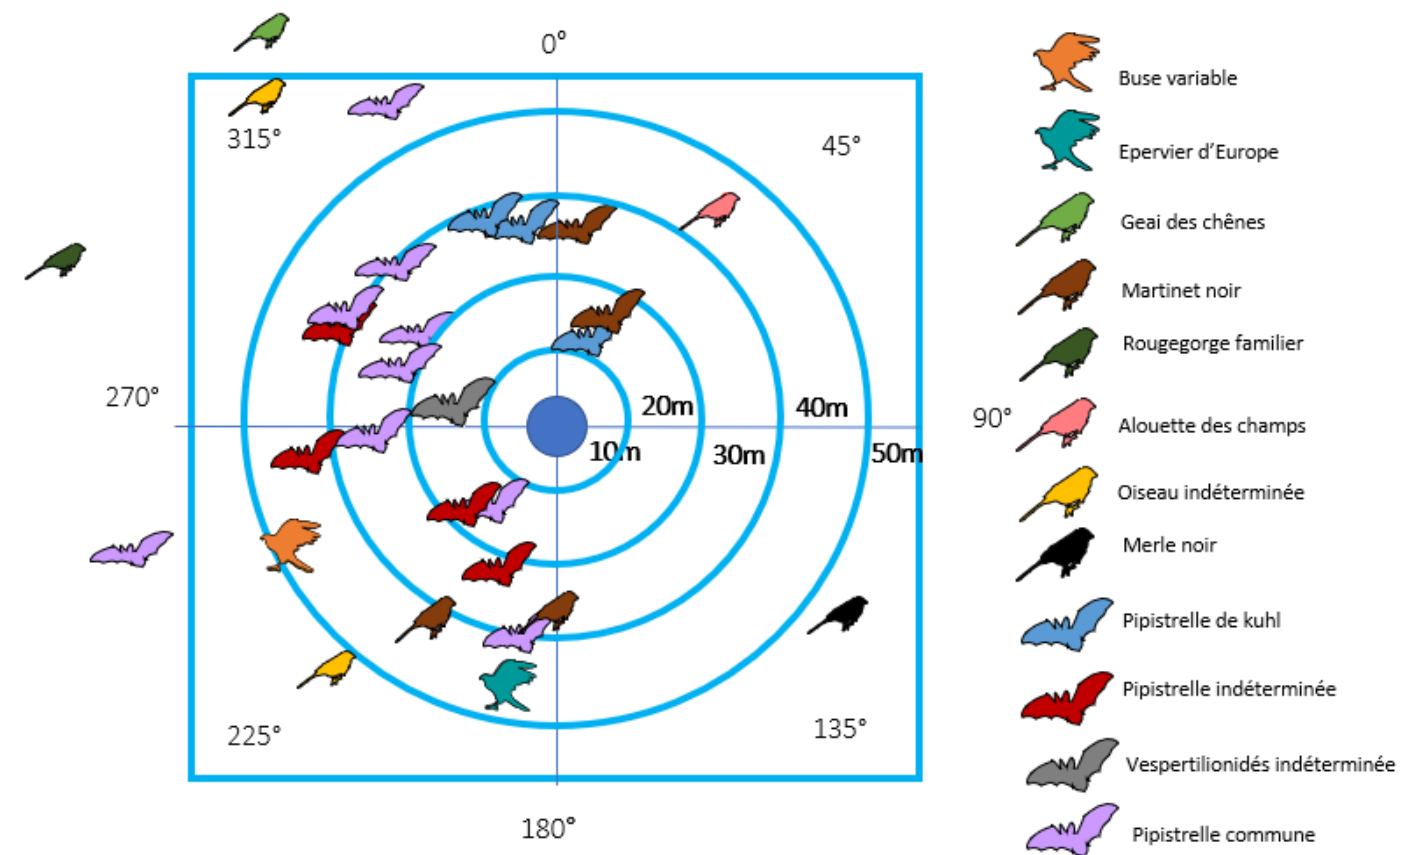 0°
315°
45°
270°
90°
20m
40m
10m
30m
50m
225°
135°
180°
Buse variable
Epervier d’Europe
Geai des chênes
Martinet noir
Rougegorge familier
Alouette des champs
Oiseau indéterminée
Merle noir
Pipistrelle de kuhl
Pipistrelle indéterminée
Vespertilionidés indéterminée
Pipistrelle commune